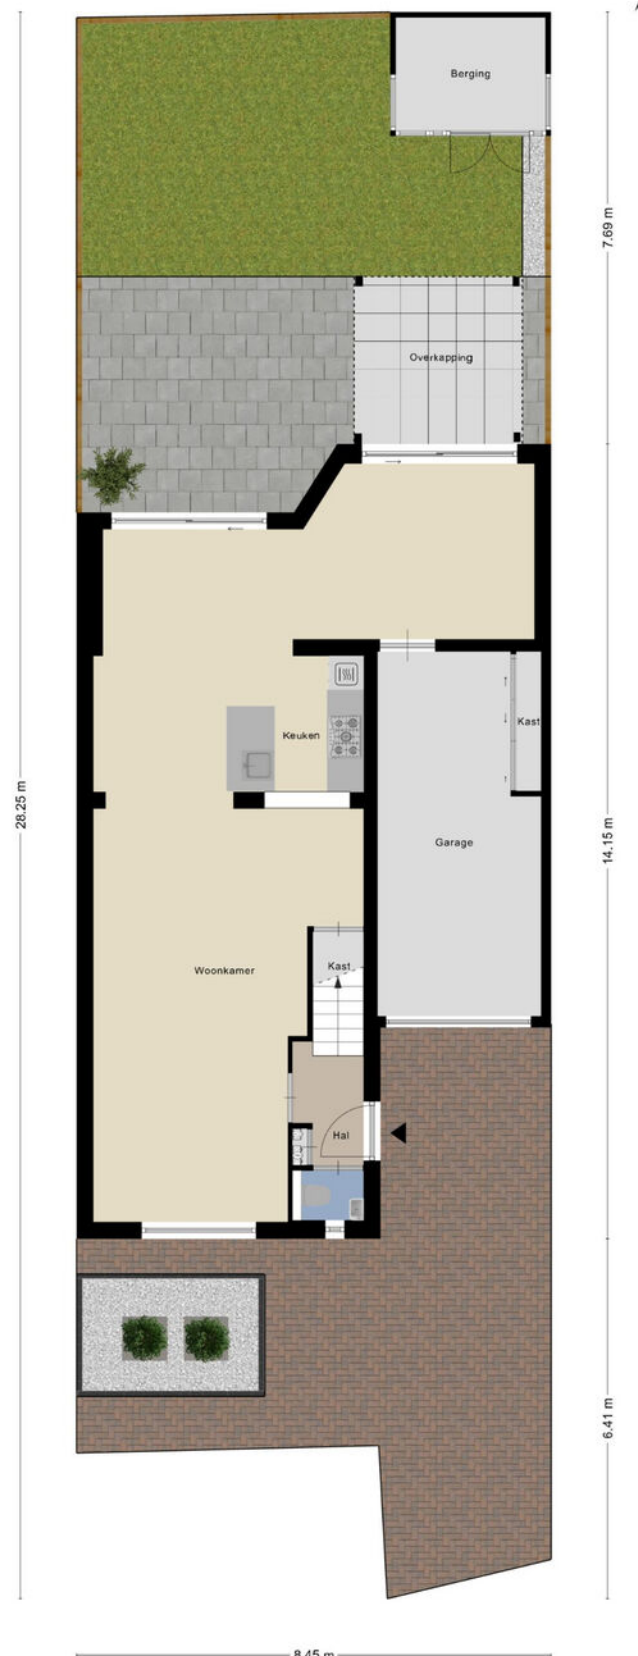 Berging
7.69 m
Overkapping
Keuken
Kast
28.25 m
14.15 m
Garage
Woonkamer
Kast
Hal
6.41 m
8.45 m